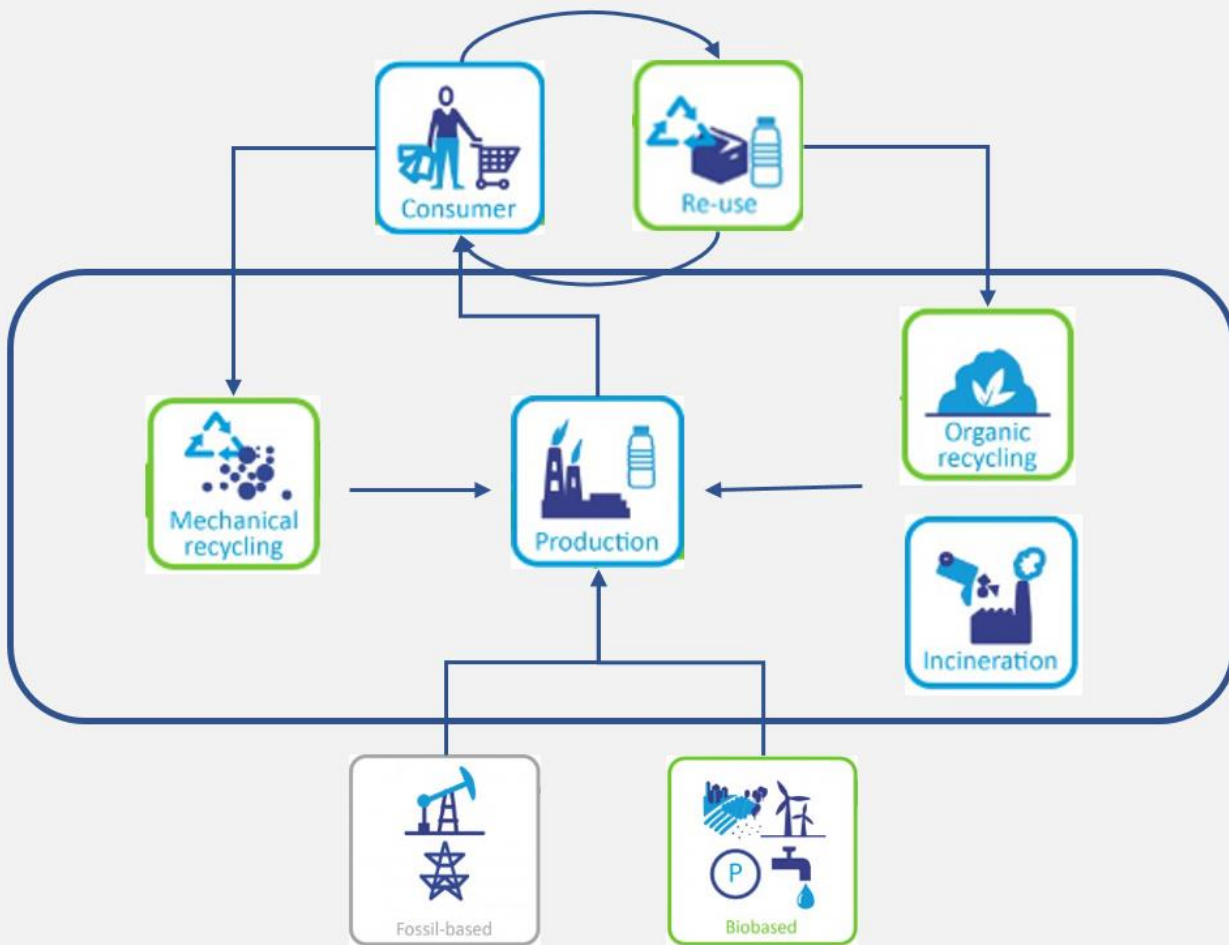 Consumer
Re-use
Organic
recycling
Mechanical
recycling
Production
Incineration
Fossil-based
P
Biobased